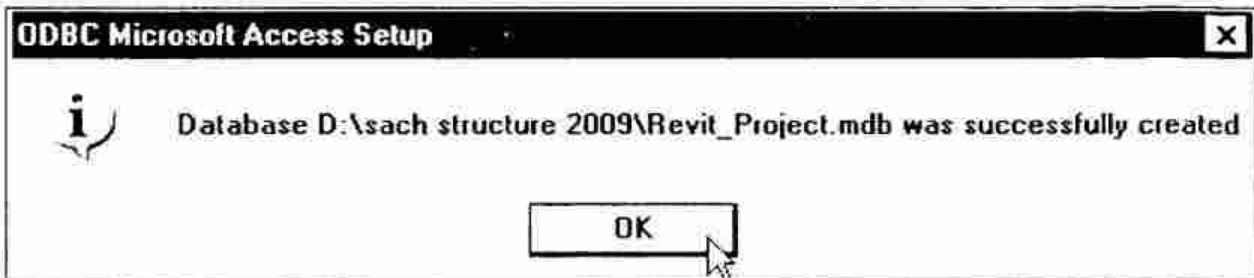 ODBC Microsoft Access Setup
Database D:\sach structure 2009\Revit_Project.mdb was successfully created
OK